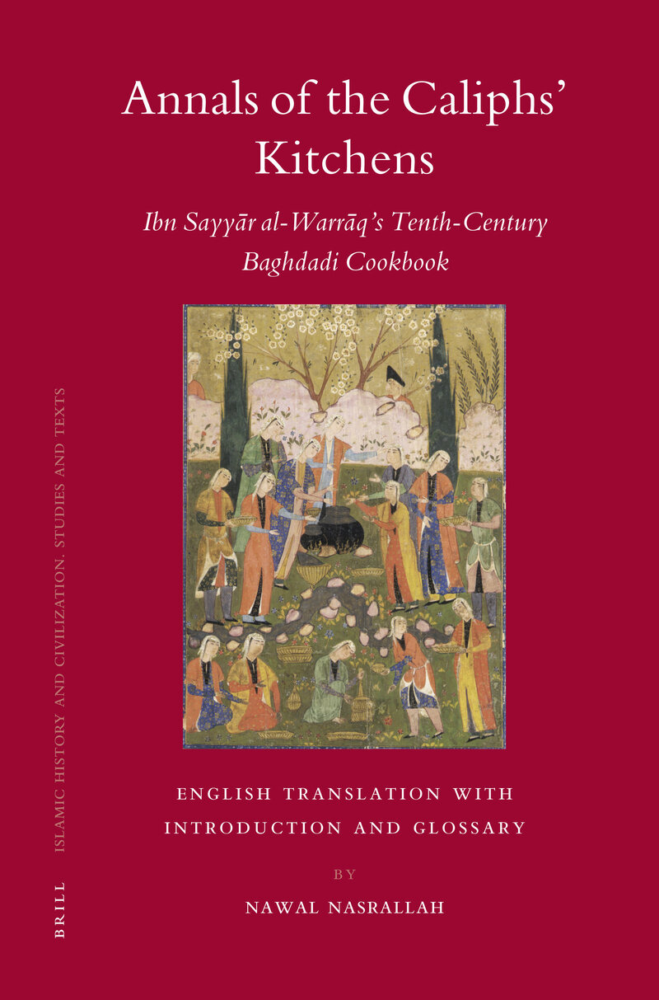 Annals of the Caliphs’
Kitchens
Ibn Sayyār al-Warrāq’s Tenth-Century
Baghdadi Cookbook
ENGLISH TRANSLATION WITH
INTRODUCTION AND GLOSSARY
BY
NAWAL NASRALLAH
BRILL ISLAMIC HISTORY AND CIVILIZATION. STUDIES AND TEXTS